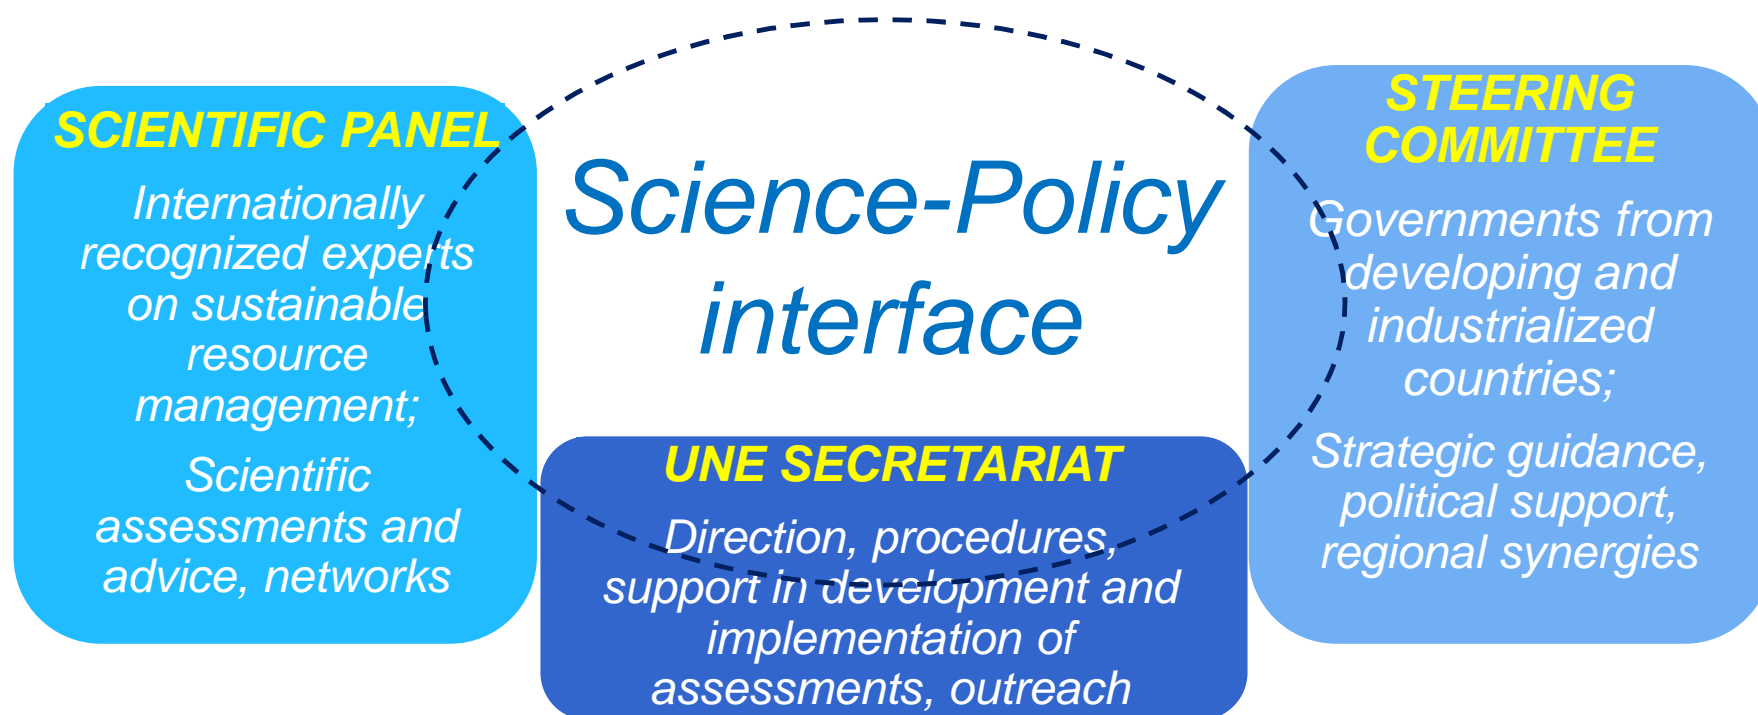 SCIENTIFIC PANEL
Internationally
recognized experts
on sustainable
resource
management;
Scientific
assessments and
advice, networks
Science-Policy
interface
UNE SECRETARIAT
Direction, procedures,
support in development and
implementation of
assessments, outreach
STEERING
COMMITTEE
Governments from
developing and
industrialized
countries;
Strategic guidance,
political support,
regional synergies